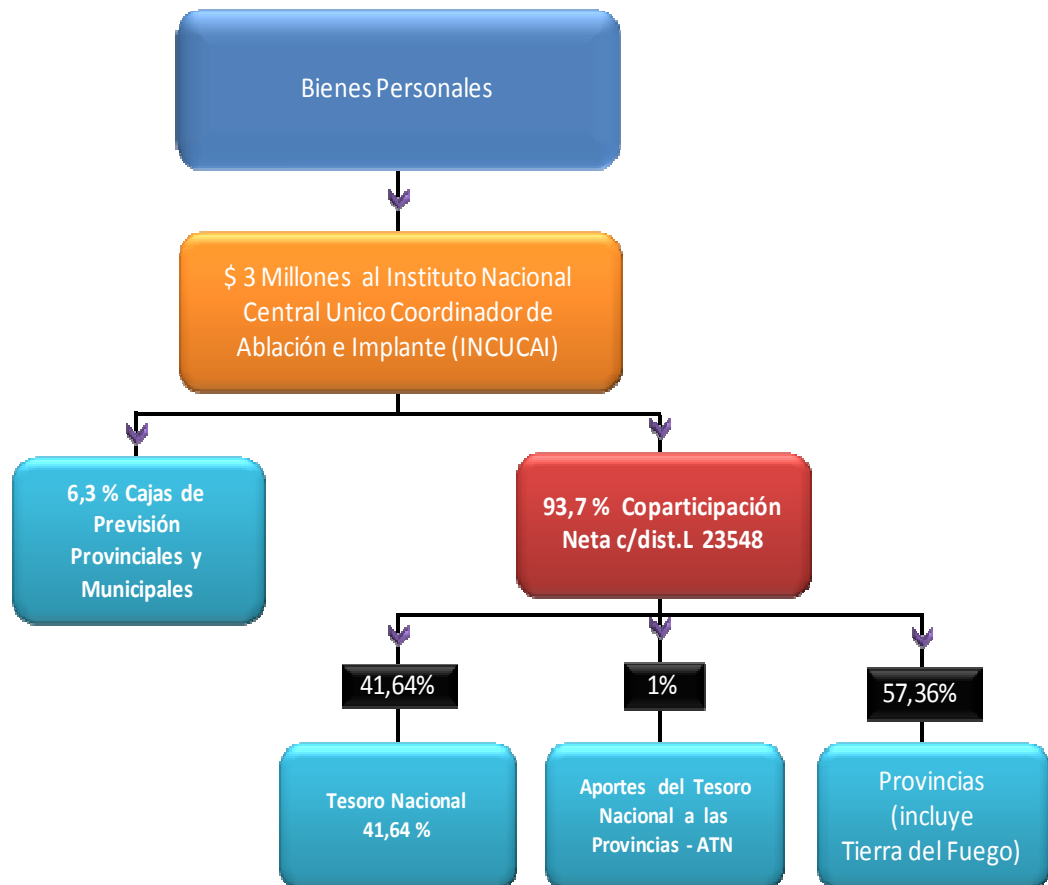 Bienes Personales
$ 3 Millones al Instituto Nacional
Central Unico Coordinador de
Ablación e Implante (INCUCAI)
6,3 % Cajas de
Previsión
Provinciales y
Municipales
93,7 % Coparticipación
Neta c/dist.L 23548
41,64%
1%
57,36%
Tesoro Nacional
41,64 %
Aportes del Tesoro
Nacional a las
Provincias - ATN
Provincias
(incluye
Tierra del Fuego)